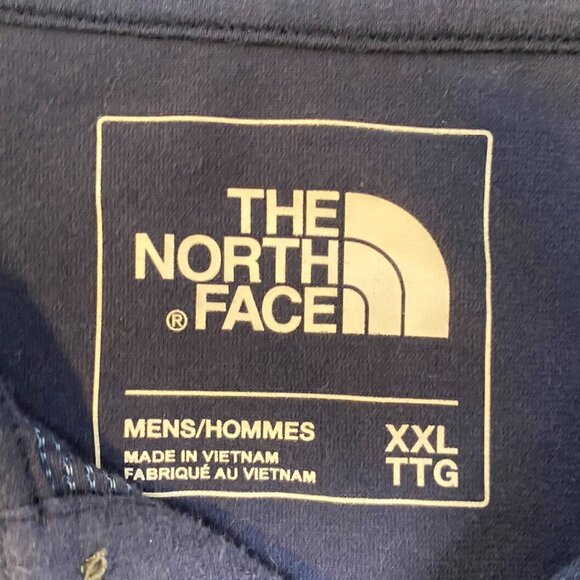 THE
NORTH
® FACE
MENS/HOMMES
MADE IN VIETNAM
FABRIQUÉ AU VIETNAM
XXL
TTG